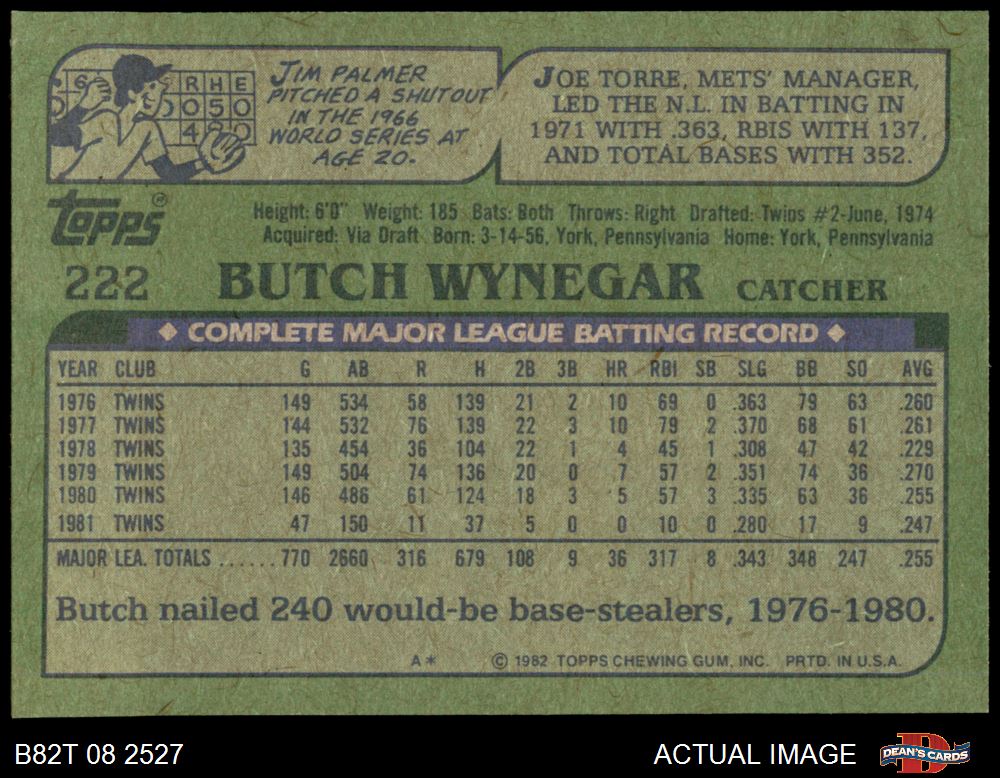 6 R H E
0 0 5 0
4 2 0
JIM PALMER
PITCHED A SHUTOUT
IN THE 1966
WORLD SERIES AT
AGE 20.
JOE TORRE, METS' MANAGER,
LED THE N.L. IN BATTING IN
1971 WITH .363, RBIS WITH 137,
AND TOTAL BASES WITH 352.
topps®
Height: 6'0" Weight: 185 Bats: Both Throws: Right Drafted: Twins #2-June, 1974
Acquired: Via Draft Born: 3-14-56, York, Pennsylvania Home: York, Pennsylvania
222 BUTCH WYNEGAR CATCHER
◆ COMPLETE MAJOR LEAGUE BATTING RECORD ◆
YEAR CLUB G AB R H 2B 3B HR RBI SB SLG BB SO AVG
1976 TWINS 149 534 58 139 21 2 10 69 0 .363 79 63 .260
1977 TWINS 144 532 76 139 22 3 10 79 2 .370 68 61 .261
1978 TWINS 135 454 36 104 22 1 4 45 1 .308 47 42 .229
1979 TWINS 149 504 74 136 20 0 7 57 2 .351 74 36 .270
1980 TWINS 146 486 61 124 18 3 5 57 3 .335 63 36 .255
1981 TWINS 47 150 11 37 5 0 0 10 0 .280 17 9 .247
MAJOR LEA. TOTALS ...... 770 2660 316 679 108 9 36 317 8 .343 348 247 .255
Butch nailed 240 would-be base-stealers, 1976-1980.
A* © 1982 TOPPS CHEWING GUM, INC. PRTD. IN U.S.A.
B82T 08 2527 ACTUAL IMAGE DEAN'S CARDS